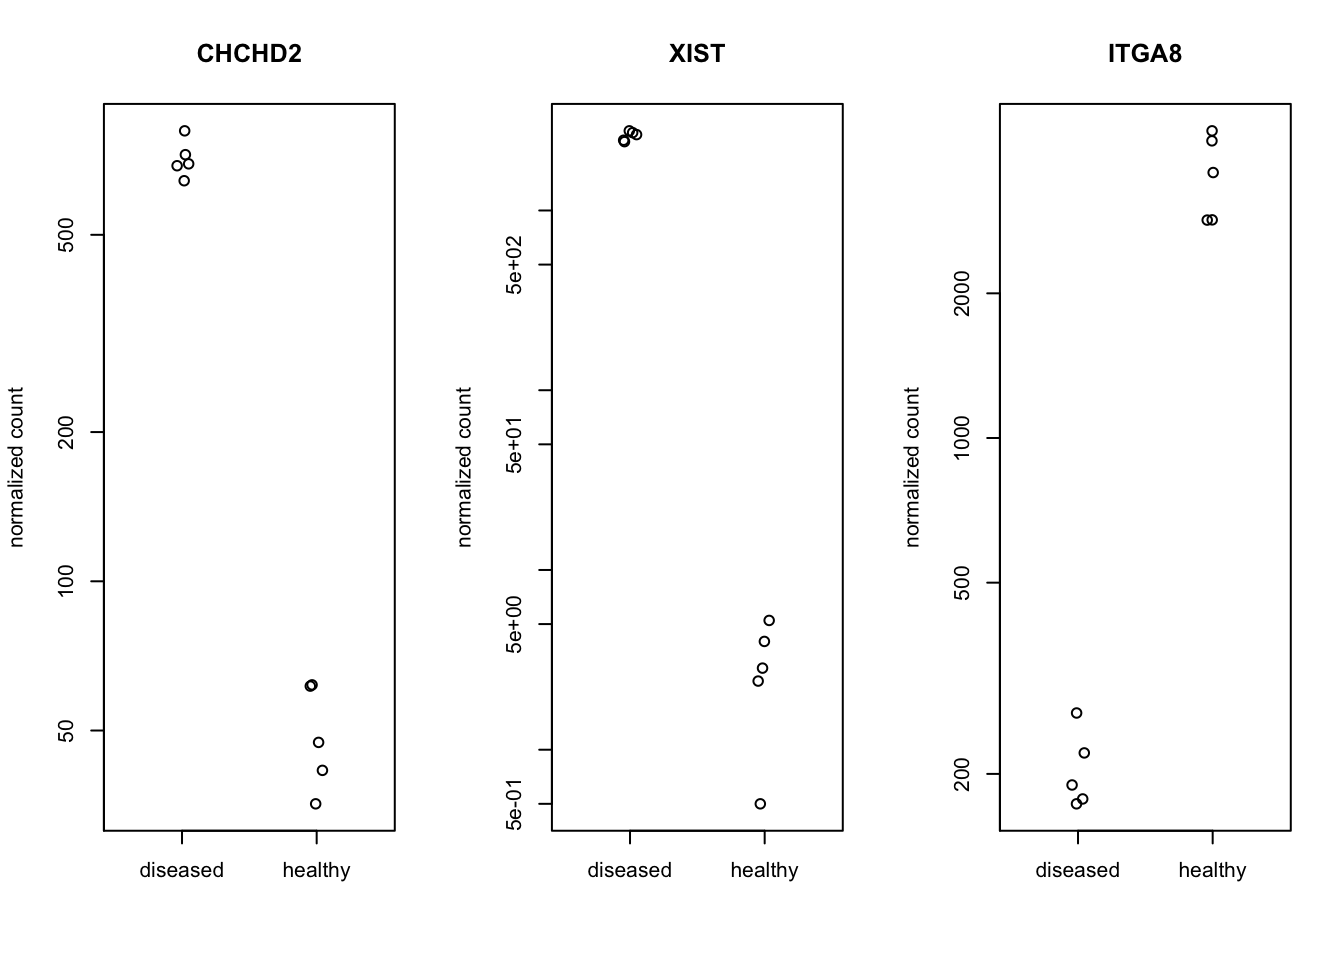 CHCHD2
normalized count
500
200
100
50
diseased healthy
XIST
normalized count
5e+02
5e+01
5e+00
5e-01
diseased healthy
ITGA8
normalized count
2000
1000
500
200
diseased healthy